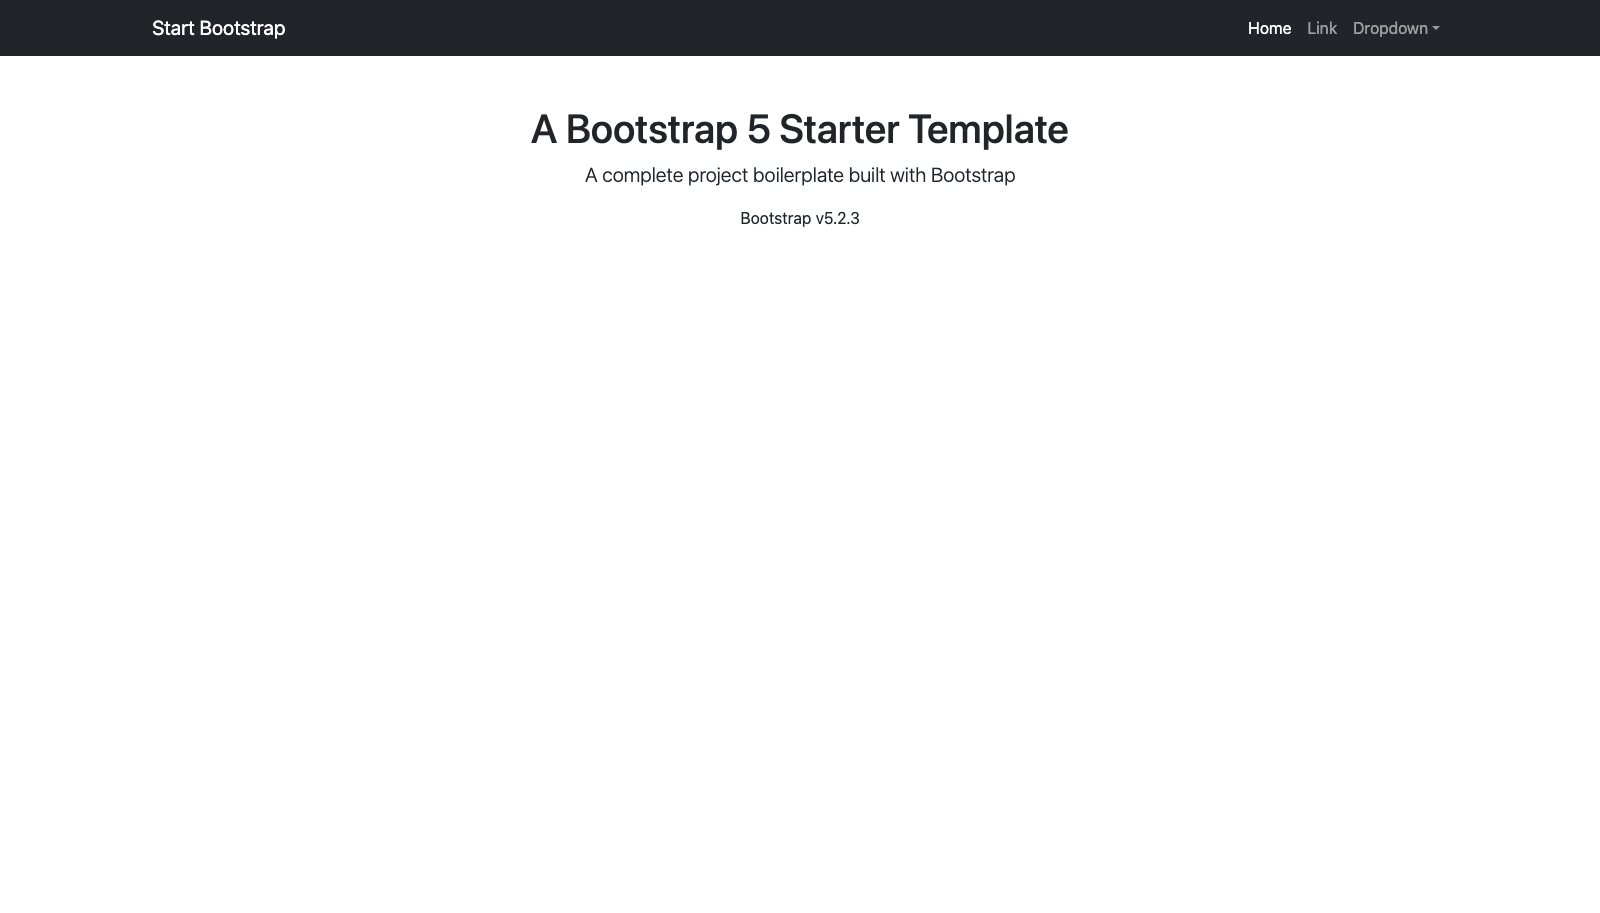 Start Bootstrap
Home Link Dropdown
A Bootstrap 5 Starter Template
A complete project boilerplate built with Bootstrap
Bootstrap v5.2.3